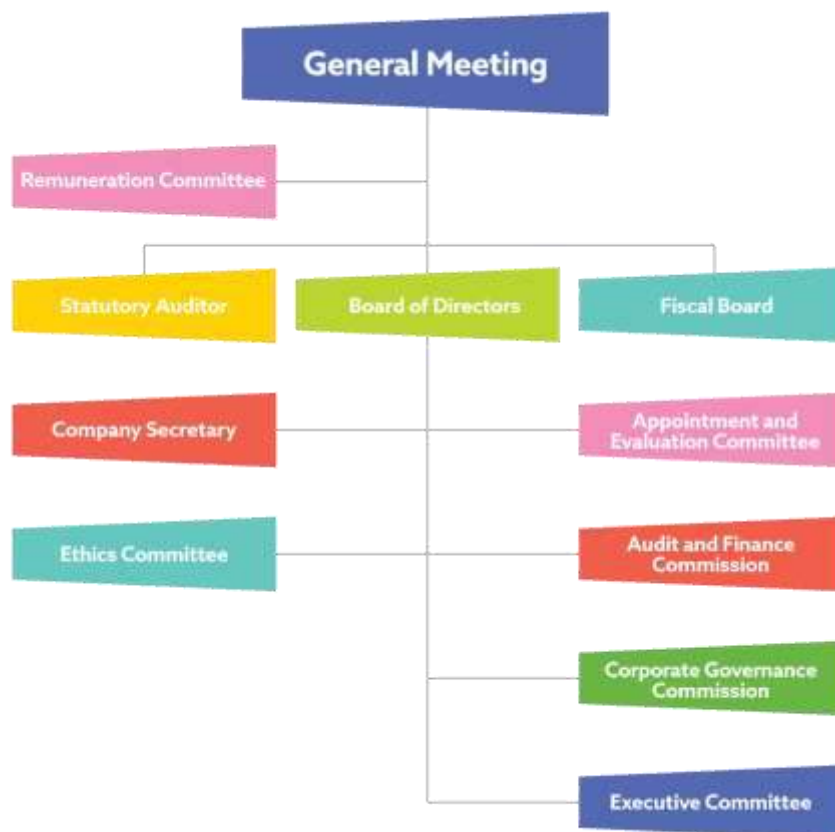 General Meeting
Remuneration Committee
Statutory Auditor
Board of Directors
Fiscal Board
Company Secretary
Appointment and
Evaluation Committee
Ethics Committee
Audit and Finance
Commission
Corporate Governance
Commission
Executive Committee